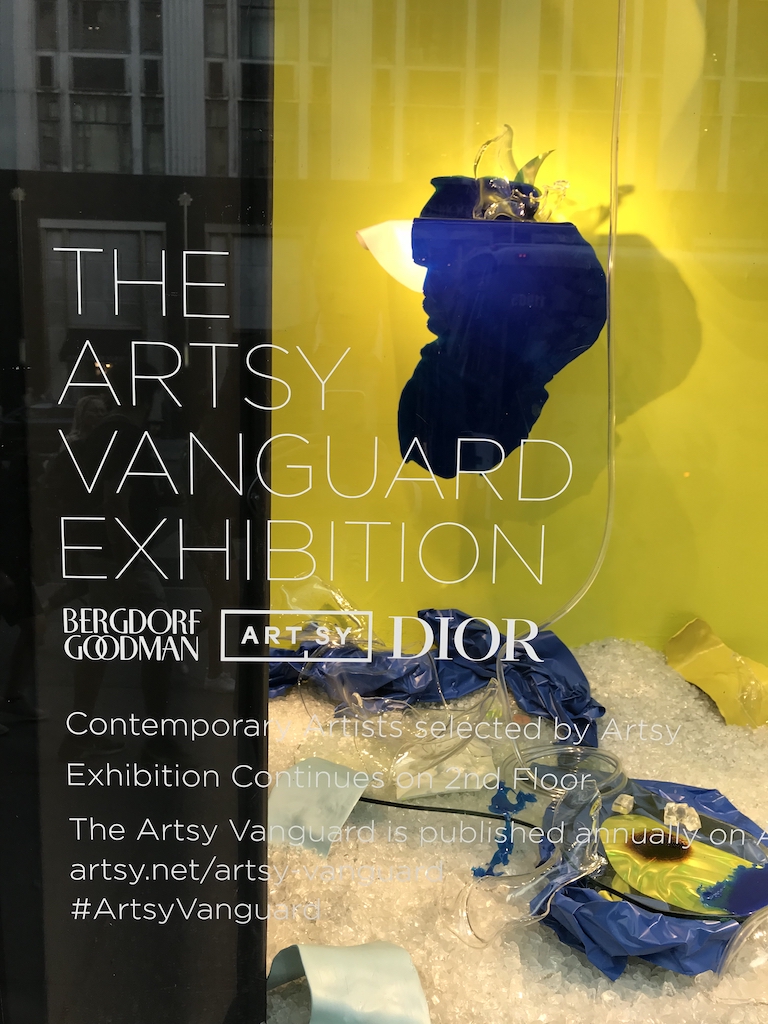 THE
ARTSY
VANGUARD
EXHIBITION
BERGDORF
GOODMAN
ARTSY
DIOR
Contemporary Artists selected by Artsy
Exhibition Continues on 2nd Floor
The Artsy Vanguard is published annually on A
artsy.net/artsy-vanguard
#ArtsyVanguard